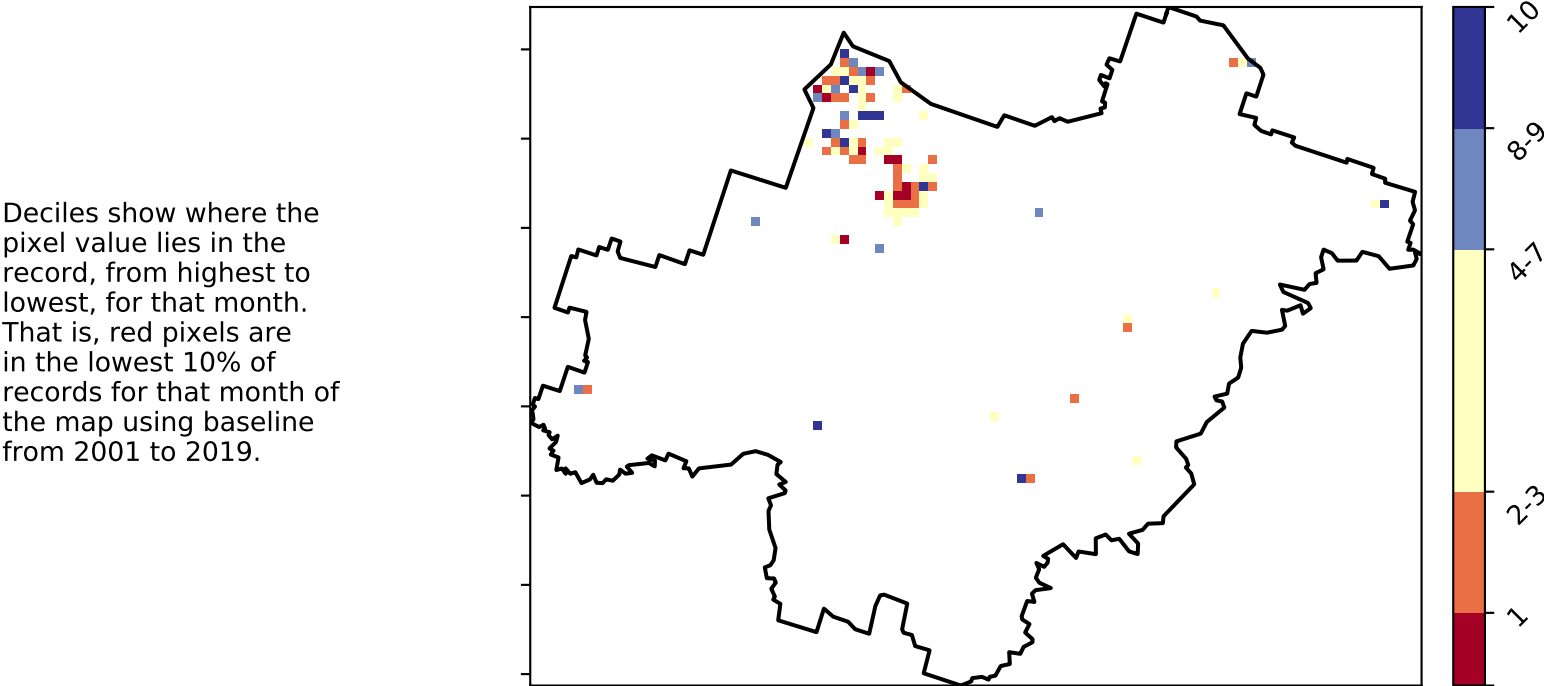 Deciles show where the
pixel value lies in the
record, from highest to
lowest, for that month.
That is, red pixels are
in the lowest 10% of
records for that month of
the map using baseline
from 2001 to 2019.
10
8-9
4-7
2-3
1